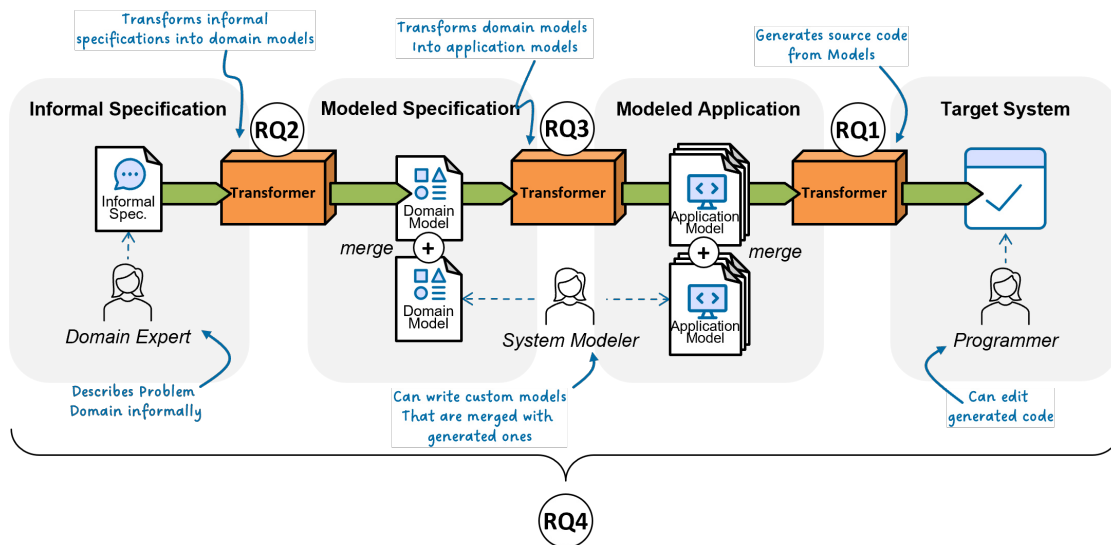 Transforms informal
specifications into domain models
Transforms domain models
Into application models
Generates source code
from Models
Informal Specification
Modeled Specification
Modeled Application
Target System
RQ2
RQ3
RQ1
Informal
Spec.
Transformer
Domain
Model
Transformer
Application
Model
Transformer
merge
+
+
merge
Domain
Model
Application
Model
Domain Expert
System Modeler
Programmer
Describes Problem
Domain informally
Can write custom models
That are merged with
generated ones
Can edit
generated code
RQ4